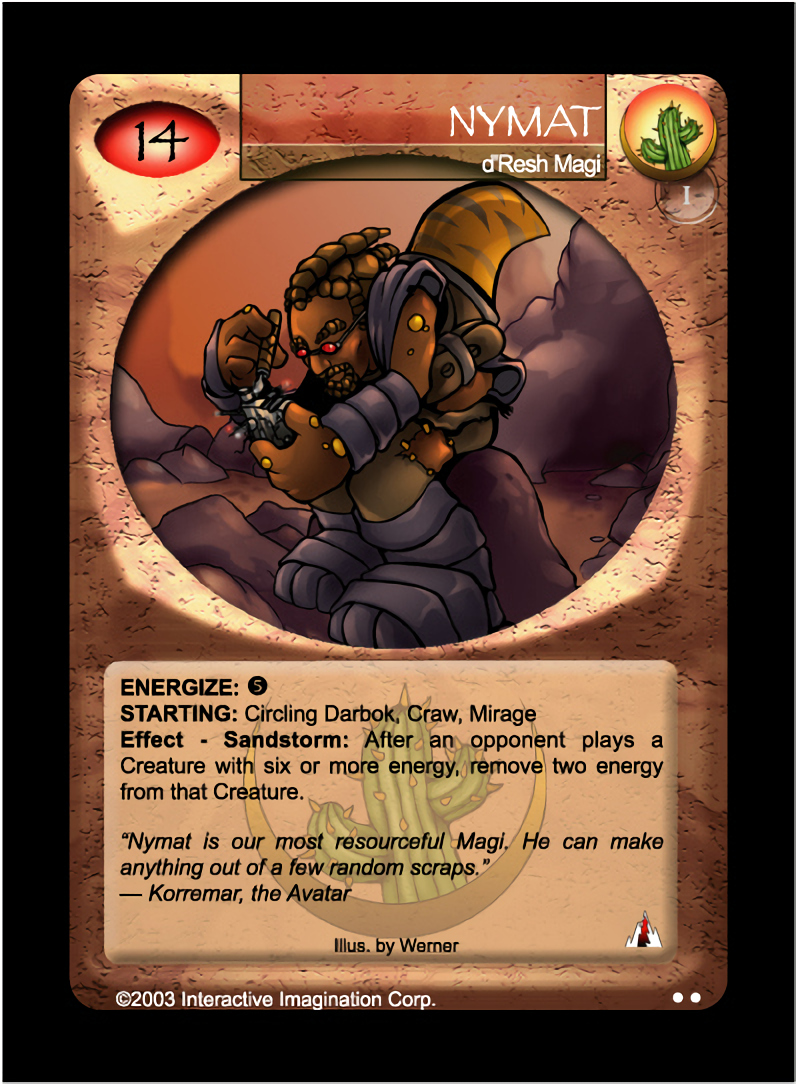 14
NYMAT
d'Resh Magi
I
ENERGIZE: 5
STARTING: Circling Darbok, Craw, Mirage
Effect - Sandstorm: After an opponent plays a
Creature with six or more energy, remove two energy
from that Creature.
“Nymat is our most resourceful Magi. He can make
anything out of a few random scraps.”
— Korremar, the Avatar
Illus. by Werner
©2003 Interactive Imagination Corp.